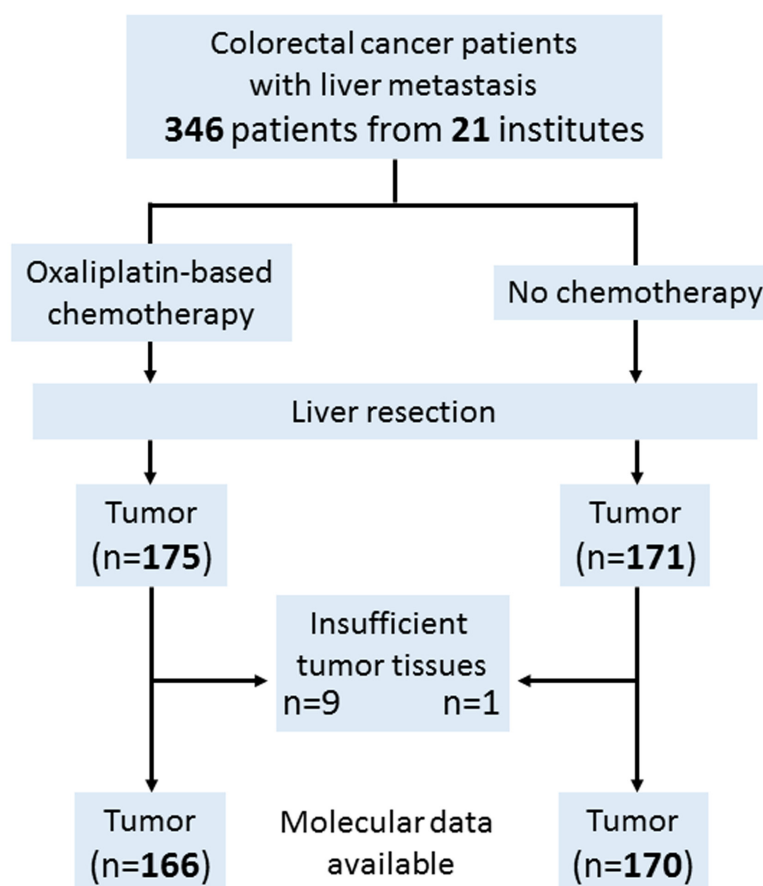 Colorectal cancer patients
with liver metastasis
346 patients from 21 institutes
Oxaliplatin-based
chemotherapy
No chemotherapy
Liver resection
Tumor
(n=175)
Tumor
(n=171)
Insufficient
tumor tissues
n=9 n=1
Tumor
(n=166)
Molecular data
available
Tumor
(n=170)